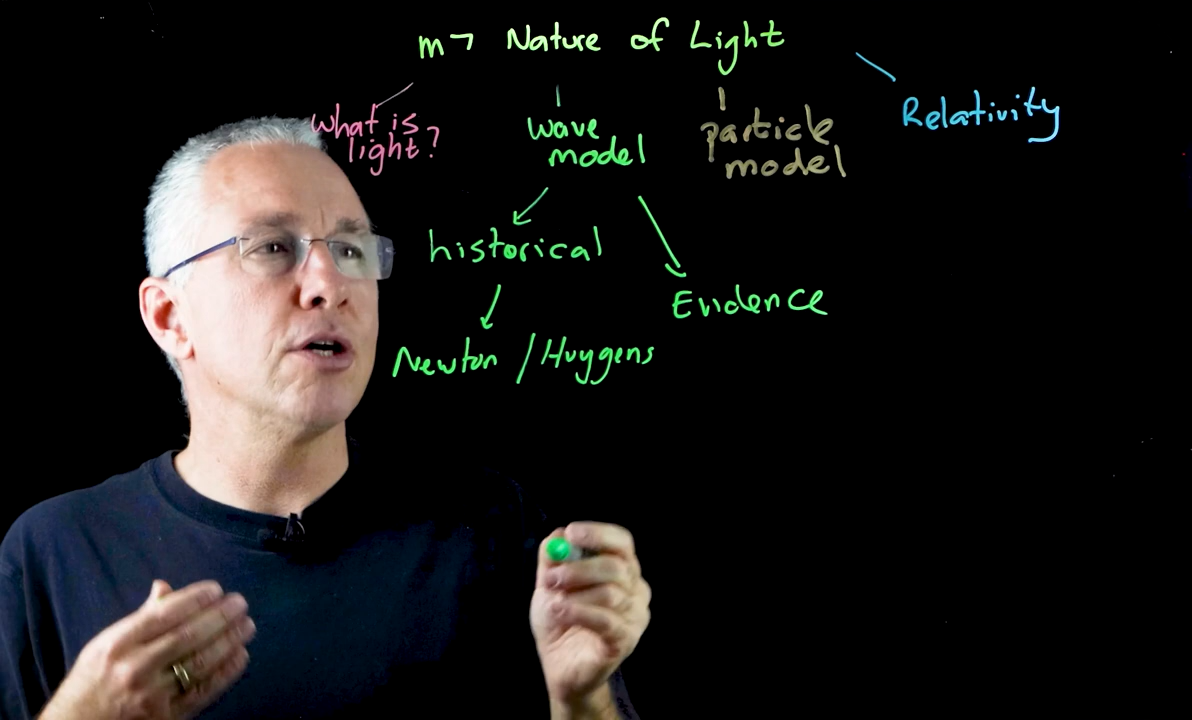 m7 Nature of Light
What is
light?
wave
model
particle
model
Relativity
historical
Evidence
Newton / Huygens